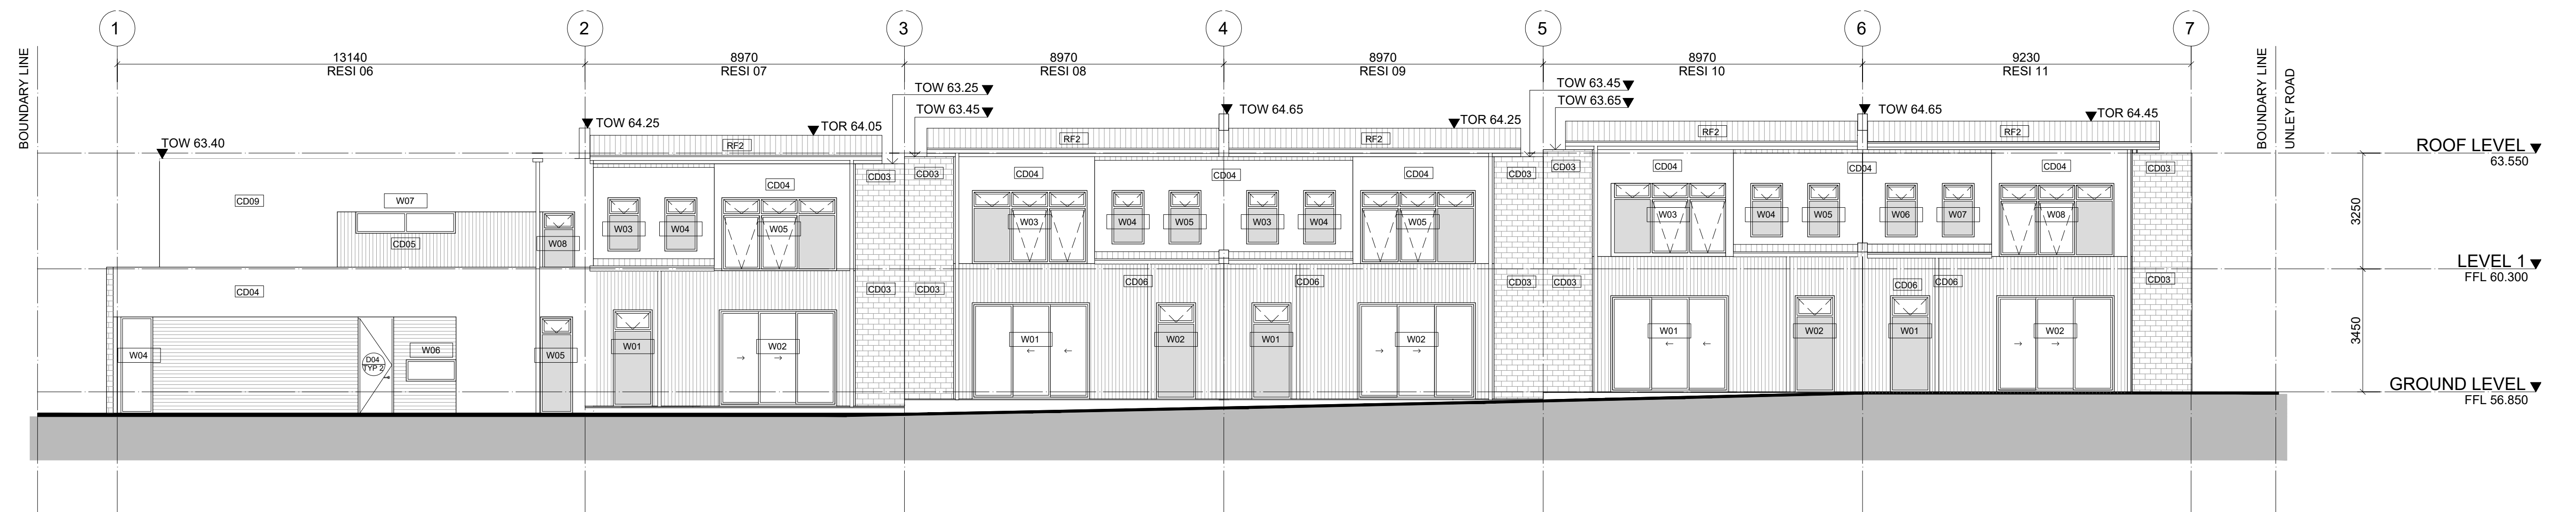 1
2
3
4
5
6
7
BOUNDARY LINE
13140
RESI 06
8970
RESI 07
8970
RESI 08
8970
RESI 09
8970
RESI 10
9230
RESI 11
BOUNDARY LINE
UNLEY ROAD
TOW 63.40
TOW 64.25
TOR 64.05
TOW 63.25
TOW 63.45
TOW 64.65
TOR 64.25
TOW 63.45
TOW 63.65
TOW 64.65
TOR 64.45
RF2
RF2
RF2
RF2
RF2
ROOF LEVEL
63.550
CD09
W07
CD05
W08
W03
W04
CD04
W05
CD03
CD03
CD04
W03
W04
W05
CD04
W03
W04
CD04
W05
CD03
CD03
CD04
W03
W04
W05
CD04
W06
W07
CD04
W08
CD03
3250
LEVEL 1
FFL 60.300
CD04
CD03
CD03
CD06
CD06
CD03
CD03
CD06
CD06
CD03
W04
D04
TYP 2
W06
W05
W01
W02
W01
W02
W01
W02
W01
W02
W01
W02
3450
GROUND LEVEL
FFL 56.850